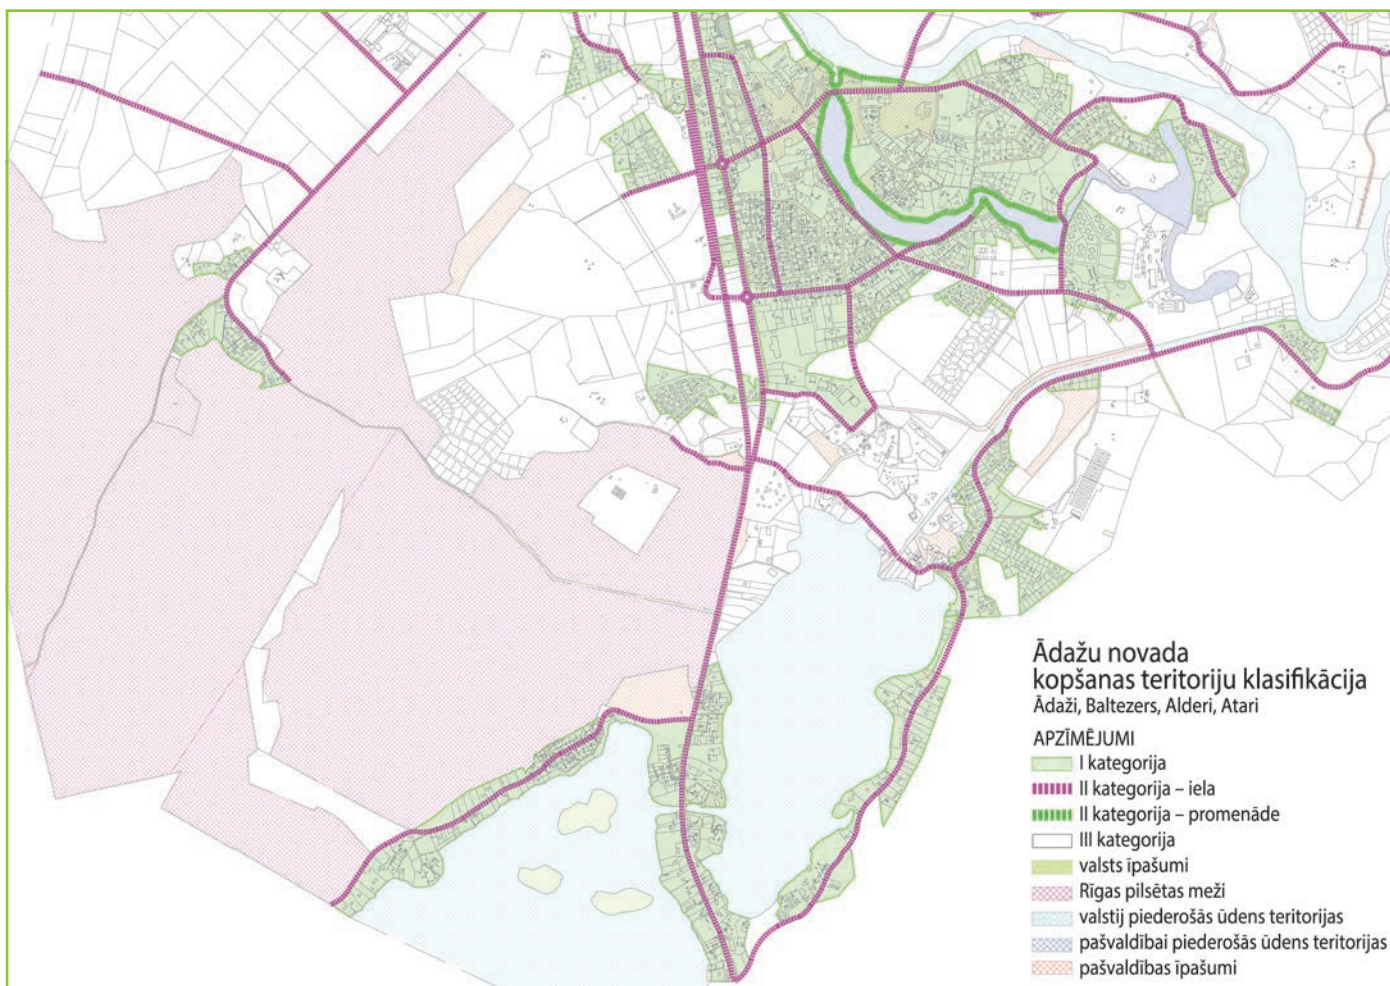 Ādažu novada
kopšanas teritoriju klasifikācija
Ādaži, Baltezers, Alderi, Atari
APZĪMĒJUMI
I kategorija
II kategorija – iela
II kategorija – promenāde
III kategorija
valsts īpašumi
Rīgas pilsētas meži
valstij piederošās ūdens teritorijas
pašvaldībai piederošās ūdens teritorijas
pašvaldības īpašumi